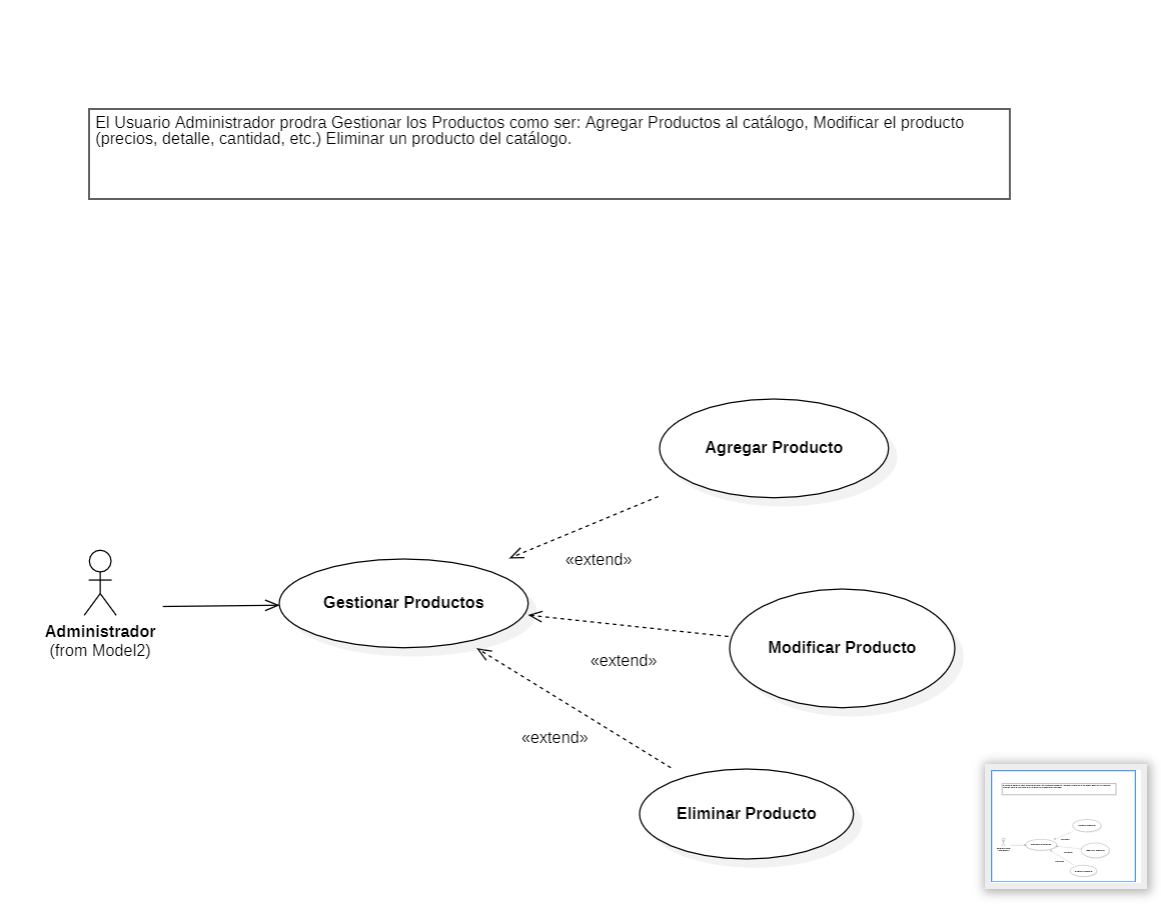 El Usuario Administrador prodra Gestionar los Productos como ser: Agregar Productos al catálogo, Modificar el producto
(precios, detalle, cantidad, etc.) Eliminar un producto del catálogo.
Agregar Producto
«extend»
Gestionar Productos
Administrador
(from Model2)
Modificar Producto
«extend»
«extend»
Eliminar Producto